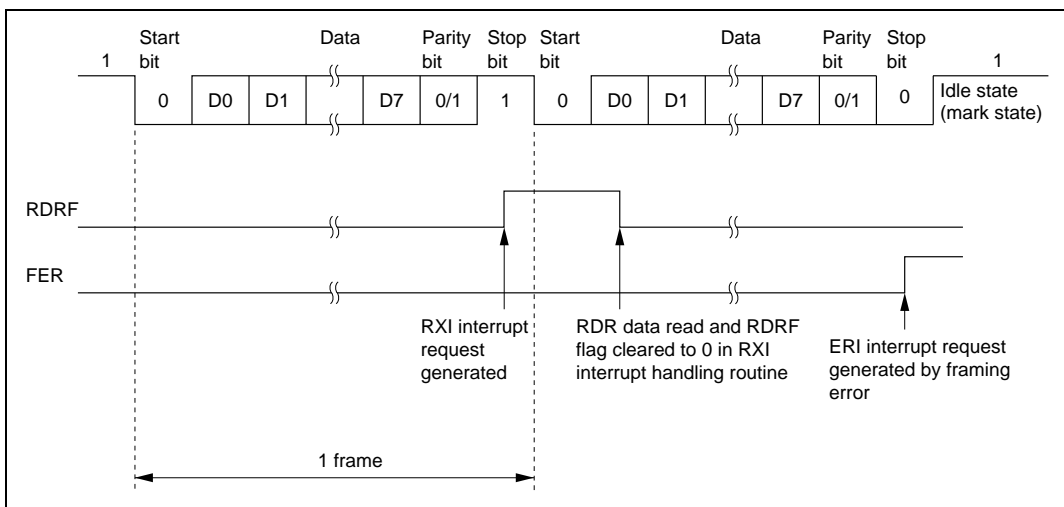 Start bit
Data
Parity bit
Stop bit
Start bit
Data
Parity bit
Stop bit
1
1
0
D0
D1
D7
0/1
1
0
D0
D1
D7
0/1
0
Idle state
(mark state)
RDRF
FER
RXI interrupt
request
generated
RDR data read and RDRF
flag cleared to 0 in RXI
interrupt handling routine
ERI interrupt request
generated by framing
error
1 frame